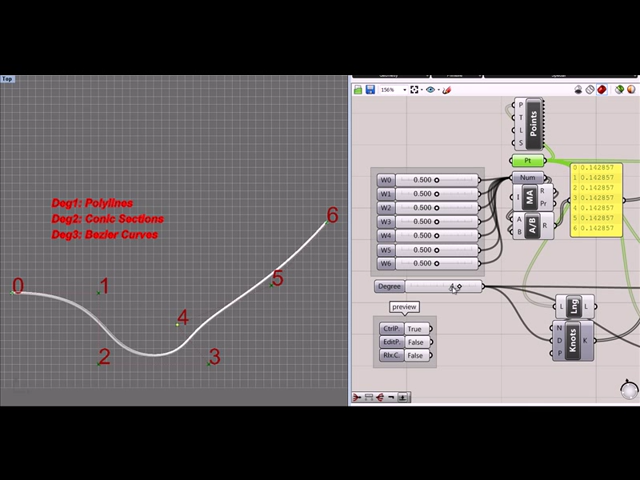 Top
Deg1: Polylines
Deg2: Conic Sections
Deg3: Bezier Curves
0
1
2
3
4
5
6
156%
P
T
L
S
Points
Pt
W0 0.500
W1 0.500
W2 0.500
W3 0.500
W4 0.500
W5 0.500
W6 0.500
Num
I MA R Pr
A B A/B R
0 0.142857
1 0.142857
2 0.142857
3 0.142857
4 0.142857
5 0.142857
6 0.142857
Degree
preview
CtrlP. True
EditP. False
Rlx.C. False
L Lng L
N D P Knots K